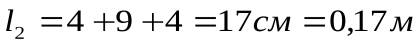 l₂ = 4 + 9 + 4 = 17см = 0,17м